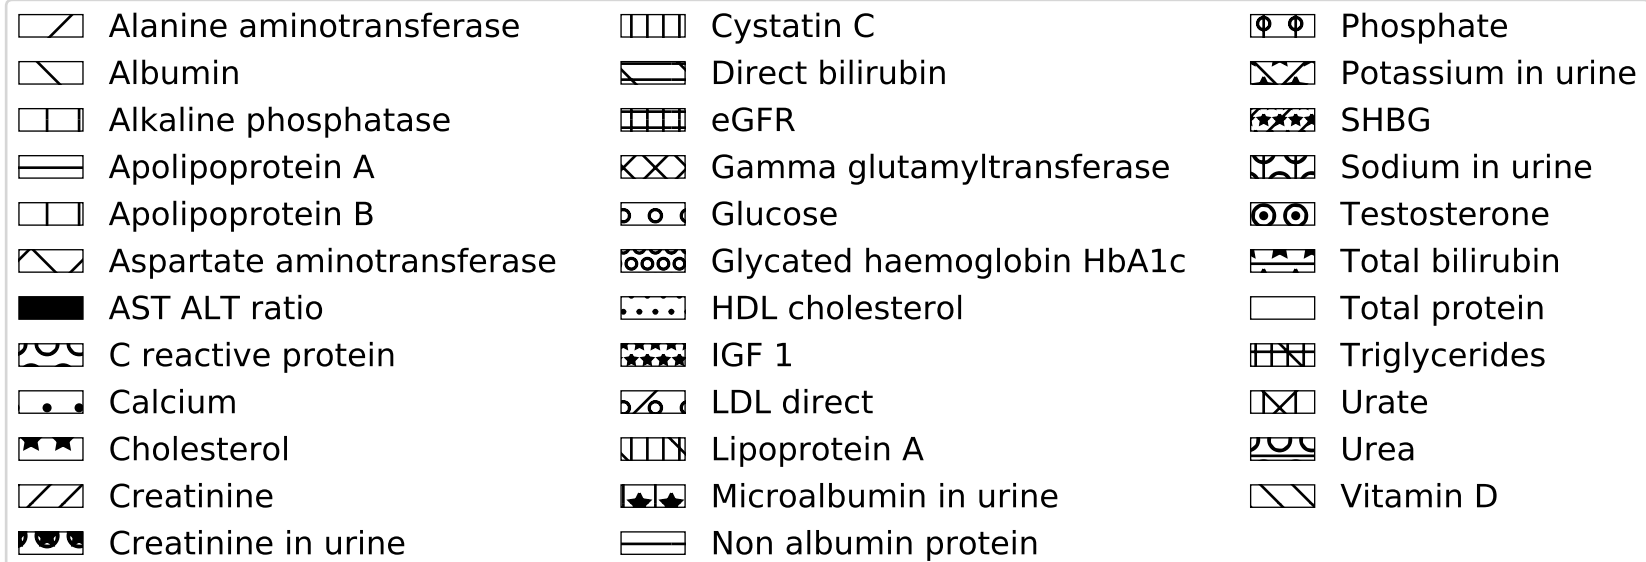 Alanine aminotransferase
Albumin
Alkaline phosphatase
Apolipoprotein A
Apolipoprotein B
Aspartate aminotransferase
AST ALT ratio
C reactive protein
Calcium
Cholesterol
Creatinine
Creatinine in urine
Cystatin C
Direct bilirubin
eGFR
Gamma glutamyltransferase
Glucose
Glycated haemoglobin HbA1c
HDL cholesterol
IGF 1
LDL direct
Lipoprotein A
Microalbumin in urine
Non albumin protein
Phosphate
Potassium in urine
SHBG
Sodium in urine
Testosterone
Total bilirubin
Total protein
Triglycerides
Urate
Urea
Vitamin D